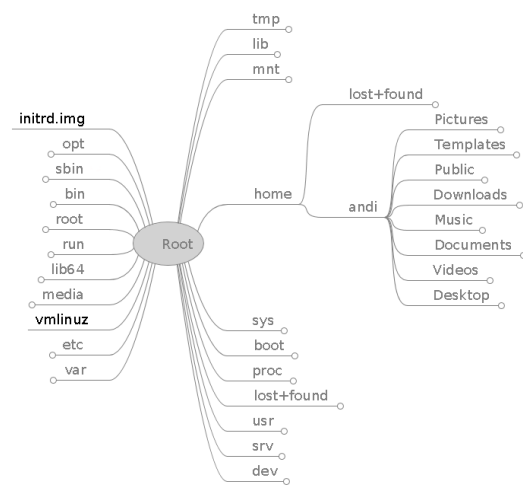 tmp
lib
mnt
lost+found
initrd.img
Pictures
opt
Templates
sbin
Public
bin
home
Downloads
andi
root
Music
run
Root
Documents
lib64
Videos
media
Desktop
vmlinuz
sys
etc
boot
var
proc
lost+found
usr
srv
dev